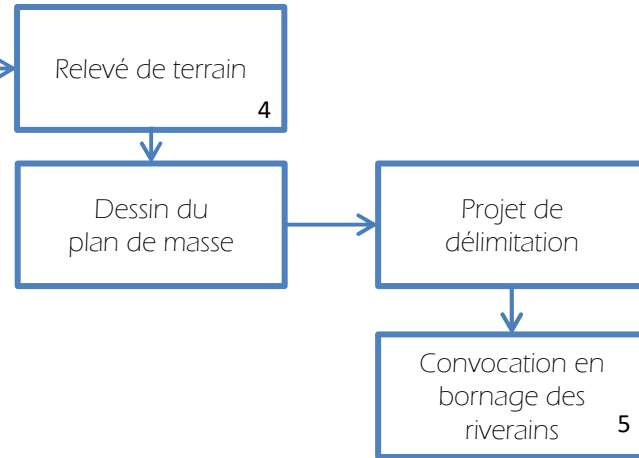 Relevé de terrain
4
Dessin du
plan de masse
Projet de
délimitation
Convocation en
bornage des
riverains
5